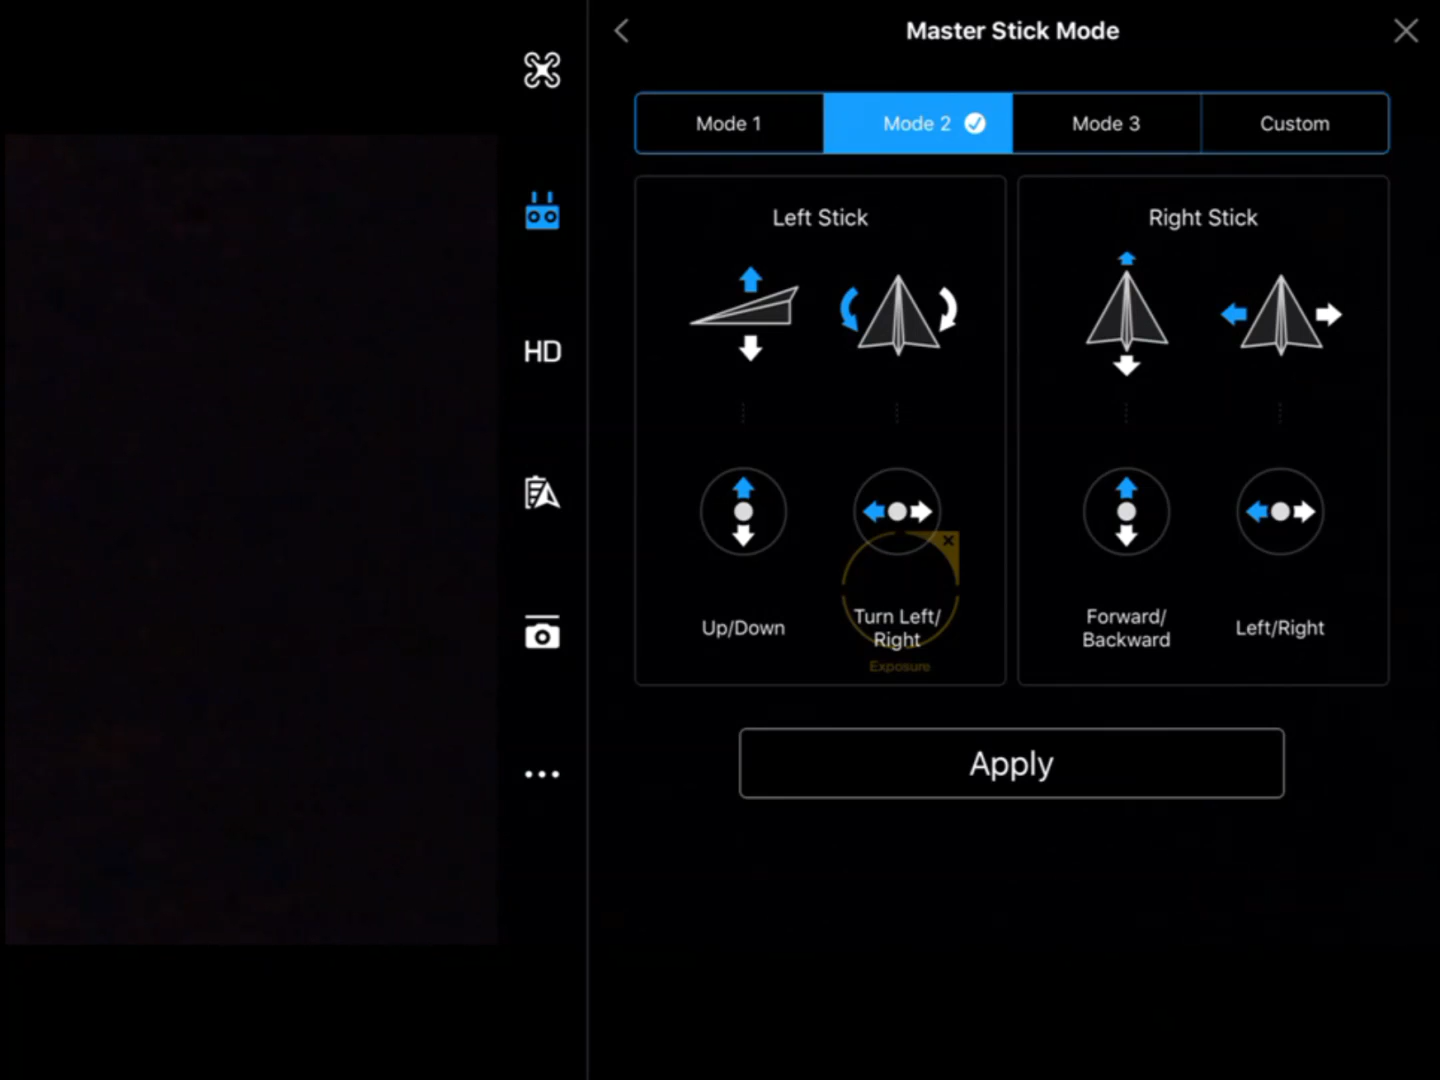 Master Stick Mode
Mode 1
Mode 2
Mode 3
Custom
Left Stick
Right Stick
HD
Up/Down
Turn Left/
Right
Forward/
Backward
Left/Right
Exposure
Apply